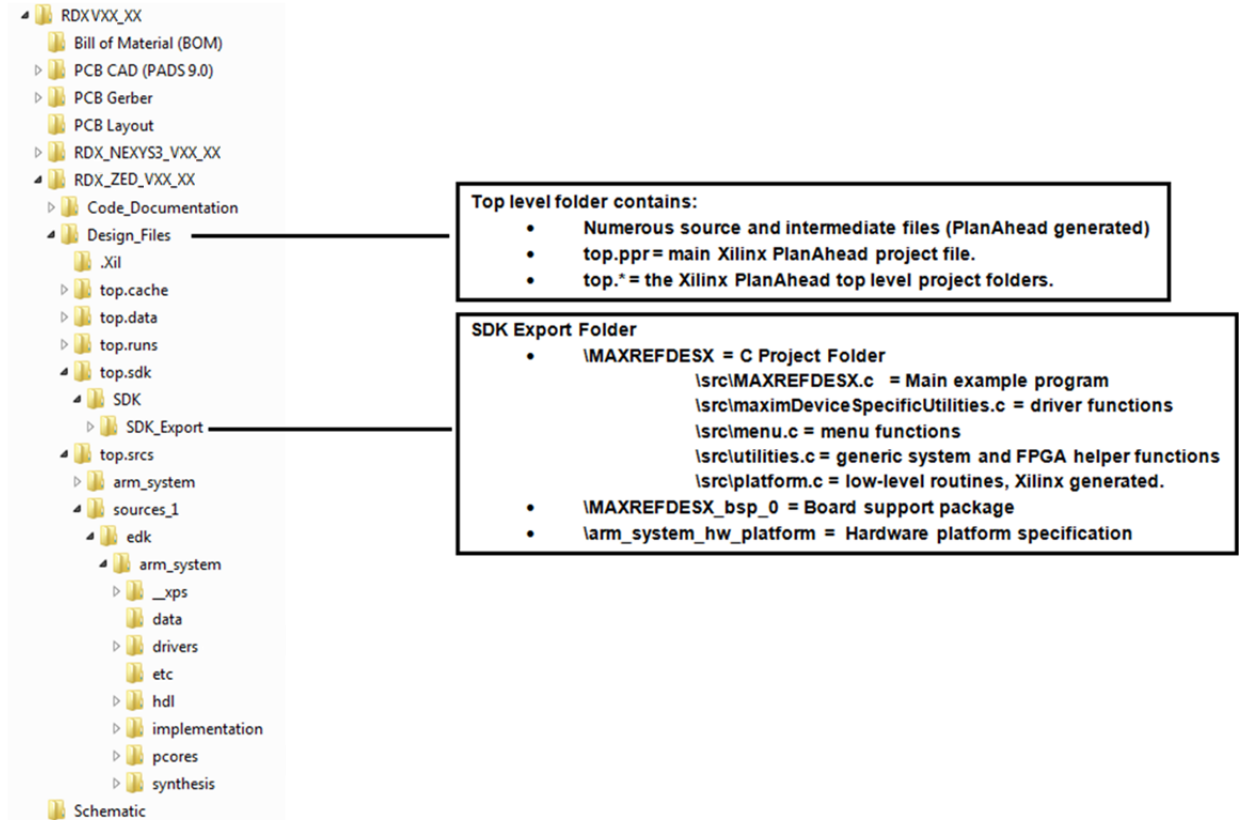 RDX VXX_XX
Bill of Material (BOM)
PCB CAD (PADS 9.0)
PCB Gerber
PCB Layout
RDX_NEXYS3_VXX_XX
RDX_ZED_VXX_XX
Code_Documentation
Design_Files
.Xil
top.cache
top.data
top.runs
top.sdk
SDK
SDK_Export
top.srcs
arm_system
sources_1
edk
arm_system
__xps
data
drivers
etc
hdl
implementation
pcores
synthesis
Schematic
Top level folder contains:
• Numerous source and intermediate files (PlanAhead generated)
• top.ppr = main Xilinx PlanAhead project file.
• top.* = the Xilinx PlanAhead top level project folders.
SDK Export Folder
• \MAXREFDESX = C Project Folder
\src\MAXREFDESX.c = Main example program
\src\maximDeviceSpecificUtilities.c = driver functions
\src\menu.c = menu functions
\src\utilities.c = generic system and FPGA helper functions
\src\platform.c = low-level routines, Xilinx generated.
• \MAXREFDESX_bsp_0 = Board support package
• \arm_system_hw_platform = Hardware platform specification